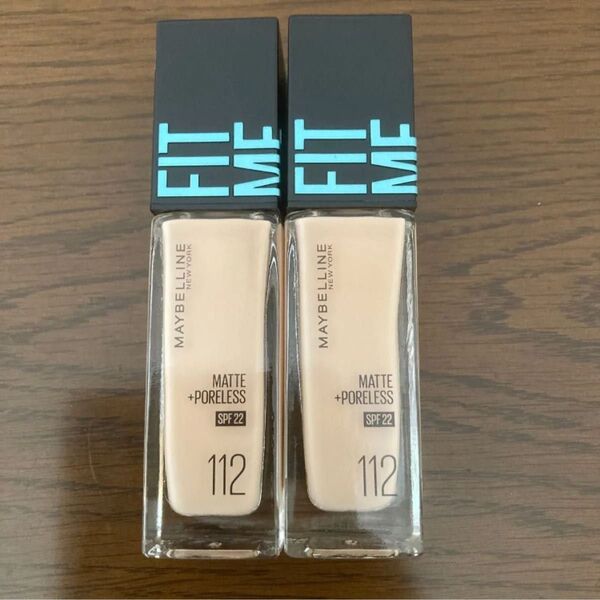 FIT
ME
MAYBELLINE
NEW YORK
MATTE
+PORELESS
SPF 22
112
FIT
ME
MAYBELLINE
NEW YORK
MATTE
+PORELESS
SPF 22
112